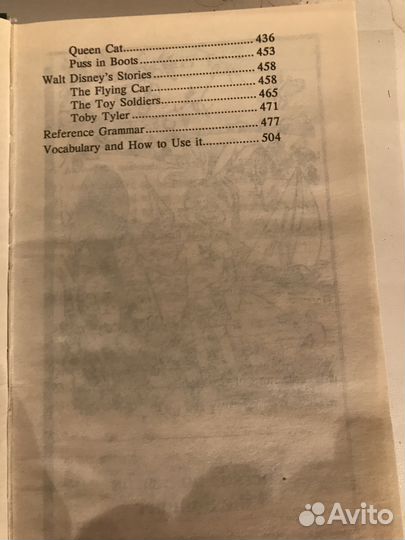 Queen Cat..............................436
Puss in Boots..........................453
Walt Disney's Stories..................458
The Flying Car.........................458
The Toy Soldiers.......................465
Toby Tyler.............................471
Reference Grammar......................477
Vocabulary and How to Use it...........504
Avito